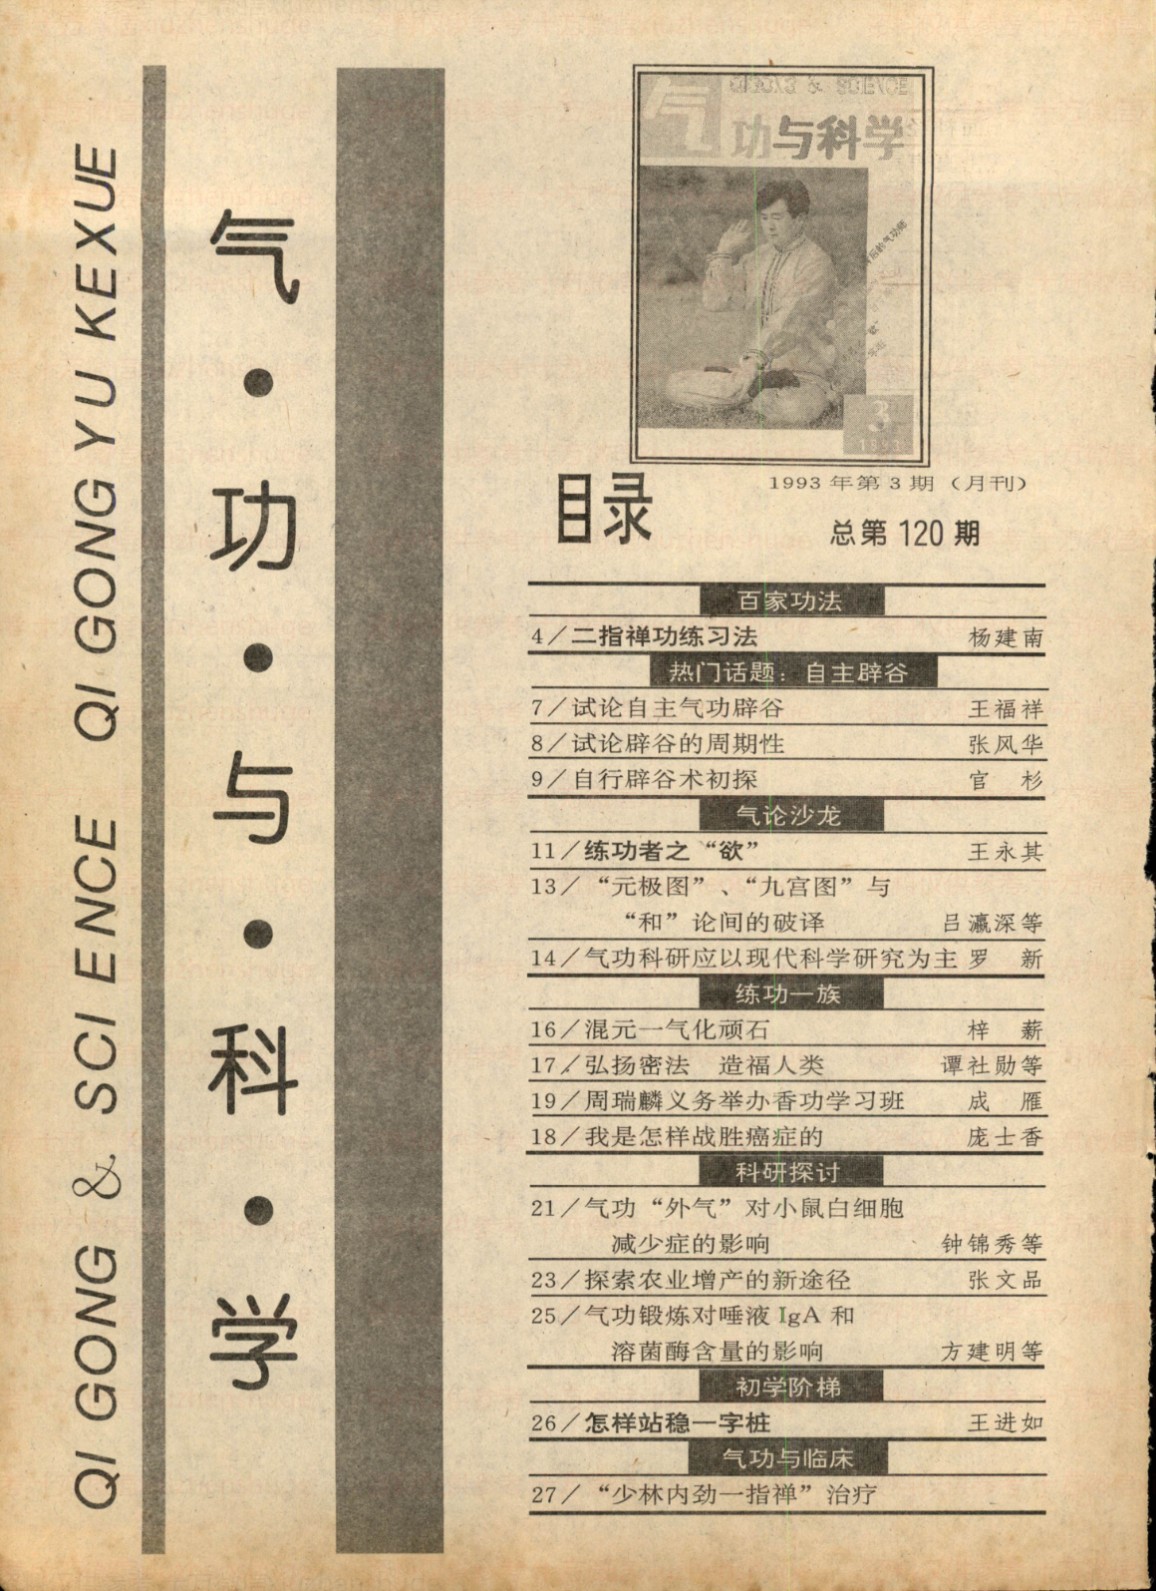 QI GONG & SCIENCE QI GONG YU KEXUE
气·功·与·科·学
功与科学
3
1993
1993 年第 3 期（月刊）
目录
总第 120 期
百家功法
4／二指禅功练习法 杨建南
热门话题：自主辟谷
7／试论自主气功辟谷 王福祥
8／试论辟谷的周期性 张风华
9／自行辟谷术初探 官 杉
气论沙龙
11／练功者之“欲” 王永其
13／“元极图”、“九宫图”与
“和”论间的破译 吕瀛深等
14／气功科研应以现代科学研究为主 罗 新
练功一族
16／混元一气化顽石 梓 薪
17／弘扬密法 造福人类 谭社勋等
19／周瑞麟义务举办香功学习班 成 雁
18／我是怎样战胜癌症的 庞士香
科研探讨
21／气功“外气”对小鼠白细胞
减少症的影响 钟锦秀等
23／探索农业增产的新途径 张文品
25／气功锻炼对唾液 IgA 和
溶菌酶含量的影响 方建明等
初学阶梯
26／怎样站稳一字桩 王进如
气功与临床
27／“少林内劲一指禅”治疗